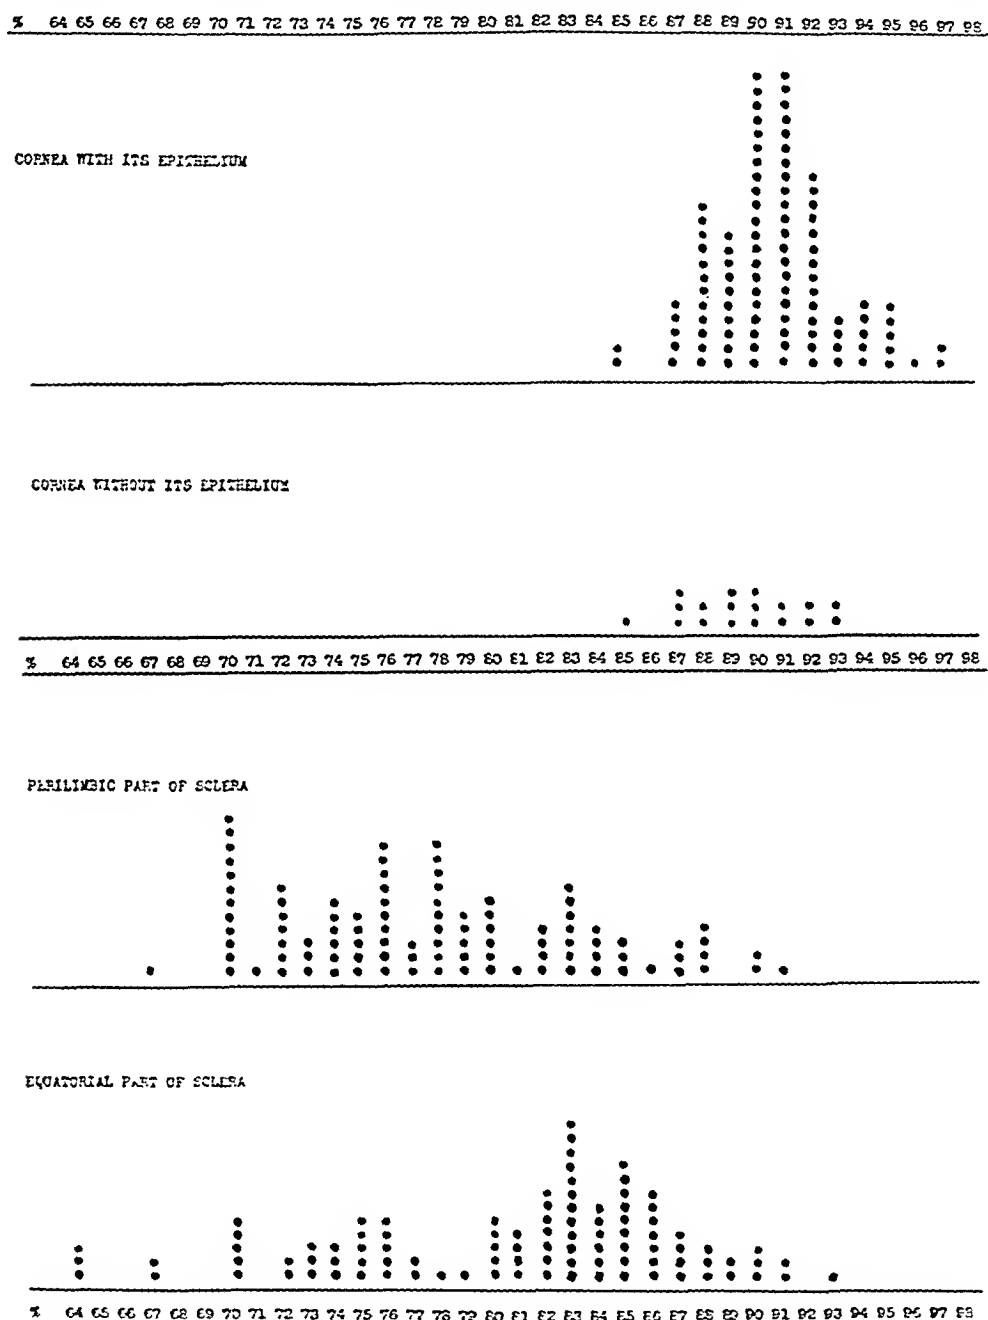 % 64 65 66 67 68 69 70 71 72 73 74 75 76 77 78 79 80 81 82 83 84 85 86 87 88 89 90 91 92 93 94 95 96 97 98
CORNEA WITH ITS EPITHELIUM
CORNEA WITHOUT ITS EPITHELIUM
% 64 65 66 67 68 69 70 71 72 73 74 75 76 77 78 79 80 81 82 83 84 85 86 87 88 89 90 91 92 93 94 95 96 97 98
PERILIMBIC PART OF SCLERA
EQUATORIAL PART OF SCLERA
% 64 65 66 67 68 69 70 71 72 73 74 75 76 77 78 79 80 81 82 83 84 85 86 87 88 89 90 91 92 93 94 95 96 97 98